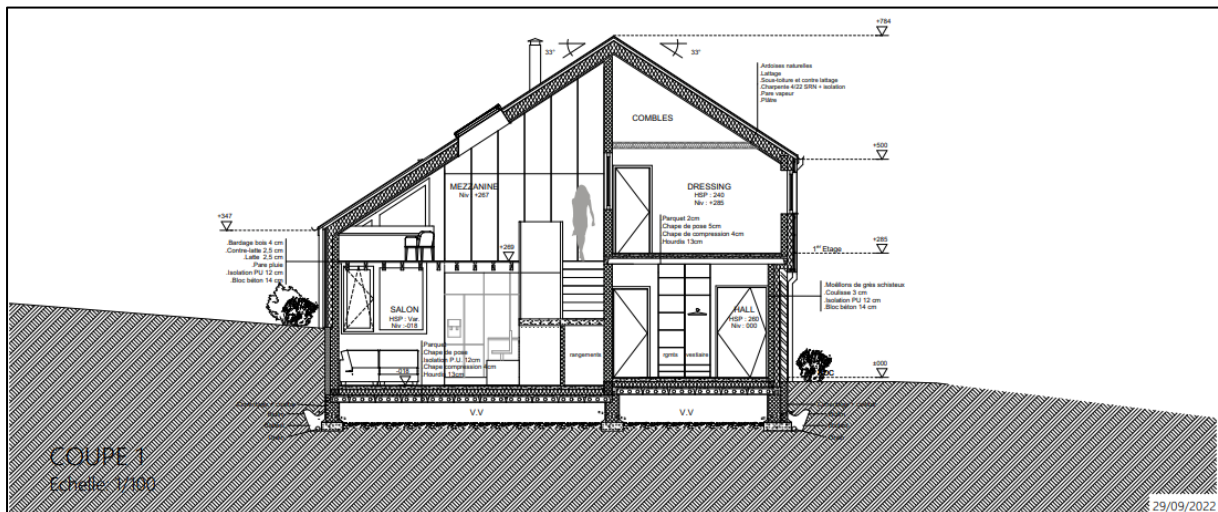 +784
33°
33°
.Ardoises naturelles
.Lattage
.Sous-toiture et contre lattage
.Charpente 4/22 SRN + isolation
.Pare vapeur
.Plâtre
COMBLES
+500
MEZZANINE
Niv : +267
DRESSING
HSP : 240
Niv : +285
+347
.Bardage bois 4 cm
.Contre-latte 2,5 cm
.Latte 2,5 cm
.Pare pluie
.Isolation PU 12 cm
.Bloc béton 14 cm
.Parquet 2cm
.Chape de pose 5cm
.Chape de compression 4cm
.Hourdis 13cm
+269
1er Etage
+285
.Moëllons de grès schisteux
.Coulisse 3 cm
.Isolation PU 12 cm
.Bloc béton 14 cm
SALON
HSP : Var.
Niv :-018
HALL
HSP : 260
Niv : 000
.Parquet
.Chape de pose
.Isolation P.U. 12cm
.Chape compression 4cm
.Hourdis 13cm
rangements
rgmts
vestiaire
-018
±000
V.V
V.V
COUPE 1
Echelle: 1/100
29/09/2022